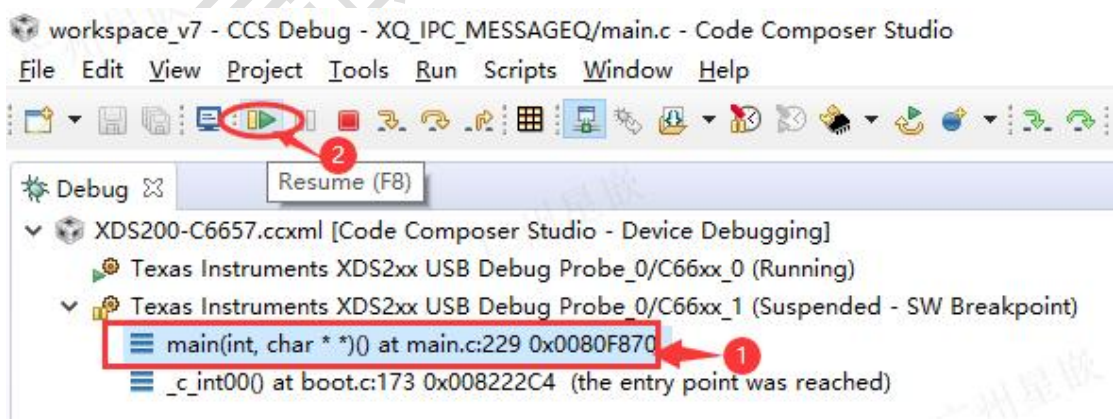 workspace_v7 - CCS Debug - XQ_IPC_MESSAGEQ/main.c - Code Composer Studio
File Edit View Project Tools Run Scripts Window Help
2
Debug
Resume (F8)
XDS200-C6657.ccxml [Code Composer Studio - Device Debugging]
Texas Instruments XDS2xx USB Debug Probe_0/C66xx_0 (Running)
Texas Instruments XDS2xx USB Debug Probe_0/C66xx_1 (Suspended - SW Breakpoint)
main(int, char * *)() at main.c:229 0x0080F870
1
_c_int00() at boot.c:173 0x008222C4 (the entry point was reached)